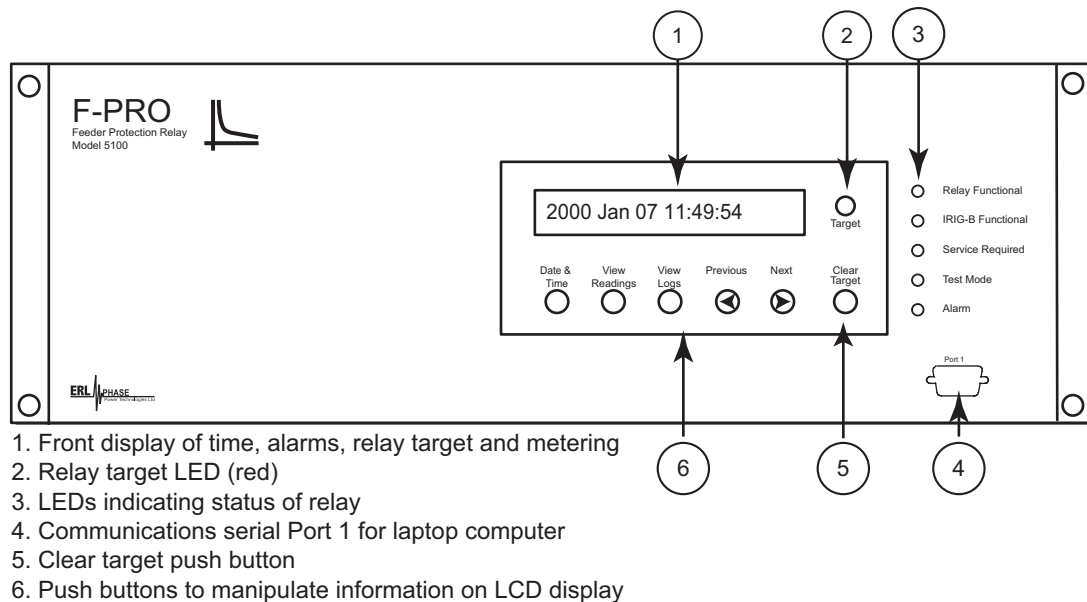 1
2
3
F-PRO
Feeder Protection Relay
Model 5100
2000 Jan 07 11:49:54
Target
Date &
Time
View
Readings
View
Logs
Previous
Next
Clear
Target
Relay Functional
IRIG-B Functional
Service Required
Test Mode
Alarm
Port 1
ERL PHASE
Power Technologies Ltd
6
5
4
1. Front display of time, alarms, relay target and metering
2. Relay target LED (red)
3. LEDs indicating status of relay
4. Communications serial Port 1 for laptop computer
5. Clear target push button
6. Push buttons to manipulate information on LCD display